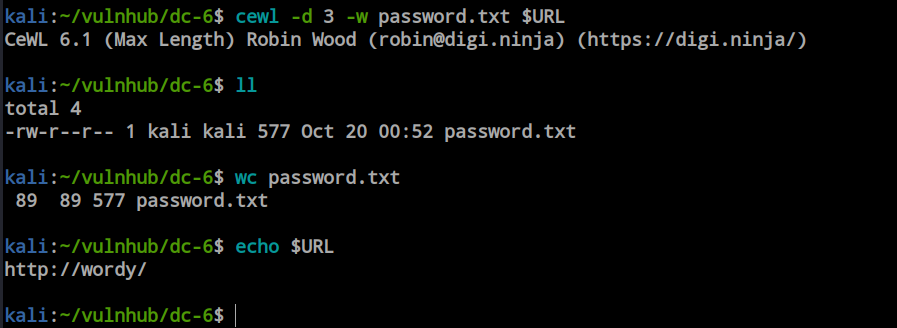 kali:~/vulnhub/dc-6$ cewl -d 3 -w password.txt $URL
CeWL 6.1 (Max Length) Robin Wood (robin@digi.ninja) (https://digi.ninja/)
kali:~/vulnhub/dc-6$ ll
total 4
-rw-r--r-- 1 kali kali 577 Oct 20 00:52 password.txt
kali:~/vulnhub/dc-6$ wc password.txt
 89  89 577 password.txt
kali:~/vulnhub/dc-6$ echo $URL
http://wordy/
kali:~/vulnhub/dc-6$